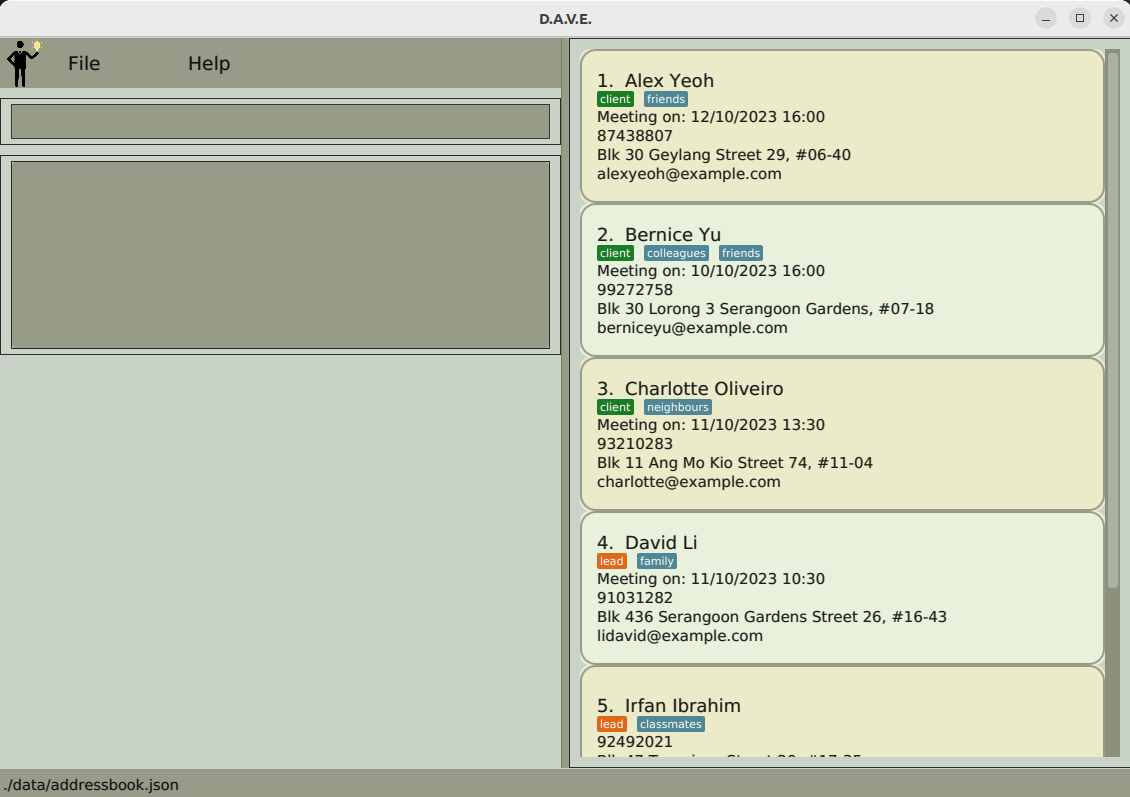 D.A.V.E.
File Help
1. Alex Yeoh
client friends
Meeting on: 12/10/2023 16:00
87438807
Blk 30 Geylang Street 29, #06-40
alexyeoh@example.com
2. Bernice Yu
client colleagues friends
Meeting on: 10/10/2023 16:00
99272758
Blk 30 Lorong 3 Serangoon Gardens, #07-18
berniceyu@example.com
3. Charlotte Oliveiro
client neighbours
Meeting on: 11/10/2023 13:30
93210283
Blk 11 Ang Mo Kio Street 74, #11-04
charlotte@example.com
4. David Li
lead family
Meeting on: 11/10/2023 10:30
91031282
Blk 436 Serangoon Gardens Street 26, #16-43
lidavid@example.com
5. Irfan Ibrahim
lead classmates
92492021
./data/addressbook.json